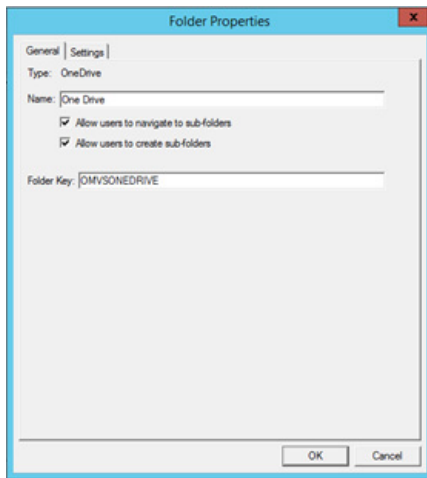 Folder Properties
x
General Settings
Type: OneDrive
Name: One Drive
Allow users to navigate to sub-folders
Allow users to create sub-folders
Folder Key: OMVSONEDRIVE
OK Cancel